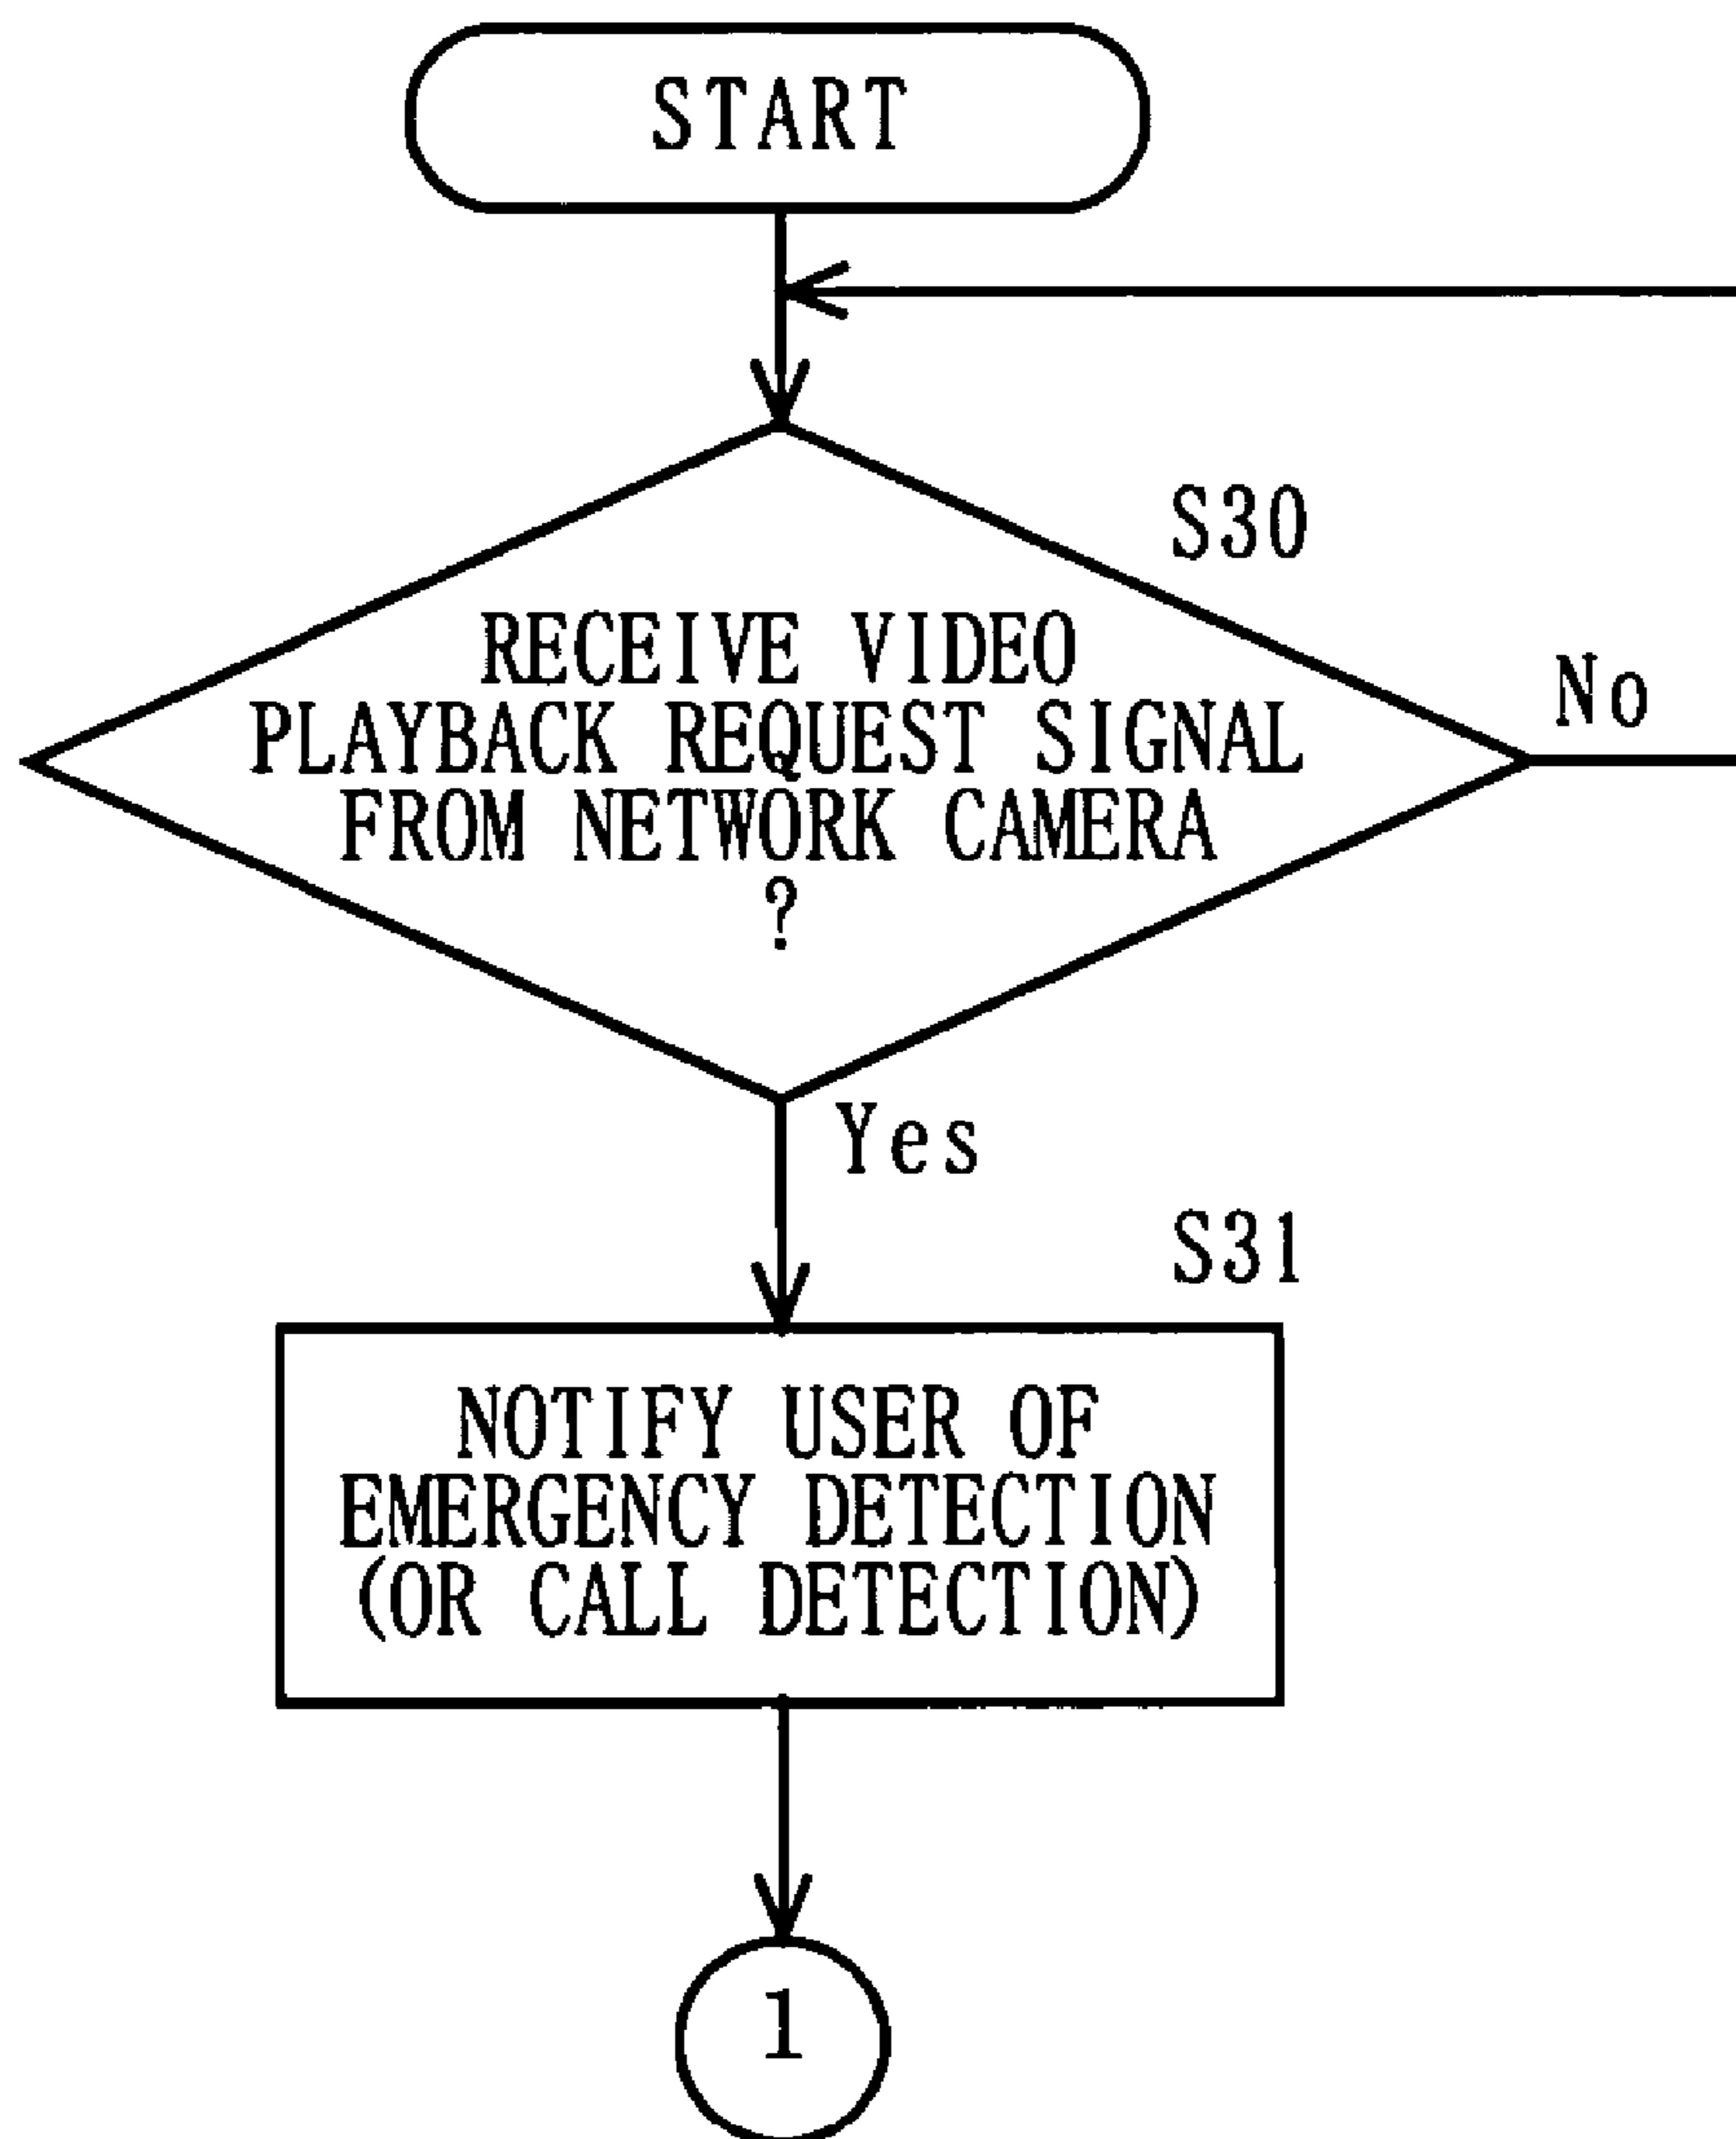 START
S30
RECEIVE VIDEO
PLAYBACK REQUEST SIGNAL
FROM NETWORK CAMERA
?
No
Yes
S31
NOTIFY USER OF
EMERGENCY DETECTION
(OR CALL DETECTION)
1